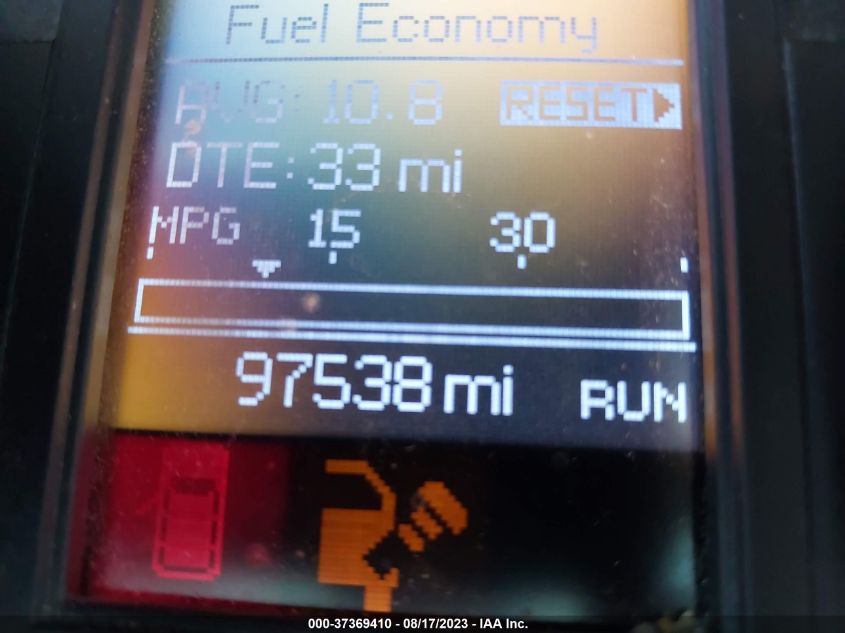 Fuel Economy
AVG: 10.8 RESET
DTE: 33 mi
MPG 15 30
97538 mi RUN
000-37369410 - 08/17/2023 - IAA Inc.